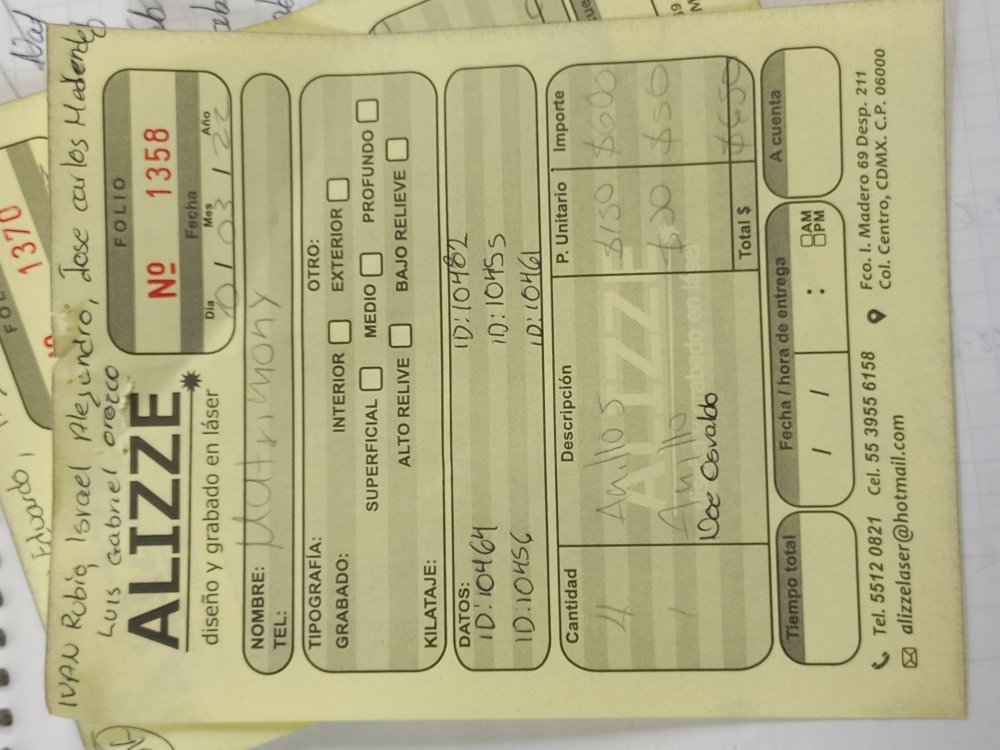 IVAN Rubio, Israel Alejandro, Jose carlos
Luis Gabriel Orozco
ALIZZE
diseño y grabado en láser
FOLIO
Nº 1358
Fecha
Día Mes Año
01 03 22
NOMBRE: Matrimony
TEL:
TIPOGRAFÍA: OTRO:
GRABADO: INTERIOR EXTERIOR
SUPERFICIAL MEDIO PROFUNDO
ALTO RELIVE BAJO RELIEVE
KILATAJE:
DATOS:
ID:10464 ID:10482
ID:10456 ID:10455
ID:10461
Cantidad Descripción P. Unitario Importe
4 Anillos $150 $600
1 Anillo $50
Dce Osvaldo
Total $ $650
Tiempo total Fecha / hora de entrega A cuenta
/ / : AM
PM
Tel. 5512 0821 Cel. 55 3955 6158
alizzelaser@hotmail.com
Fco. I. Madero 69 Desp. 211
Col. Centro, CDMX. C.P. 06000
1370
Eduardo,